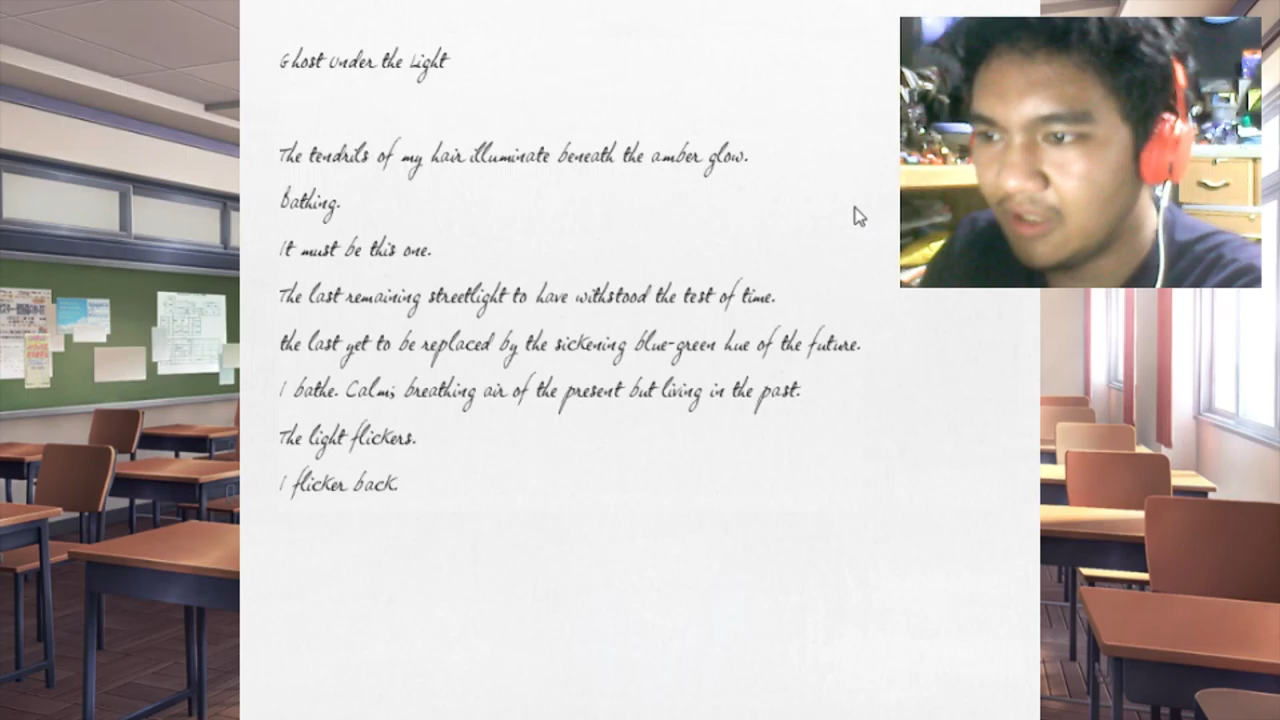 Ghost Under the Light
The tendrils of my hair illuminate beneath the amber glow.
Bathing.
It must be this one.
The last remaining streetlight to have withstood the test of time.
the last yet to be replaced by the sickening blue-green hue of the future.
I bathe. Calm; breathing air of the present but living in the past.
The light flickers.
I flicker back.